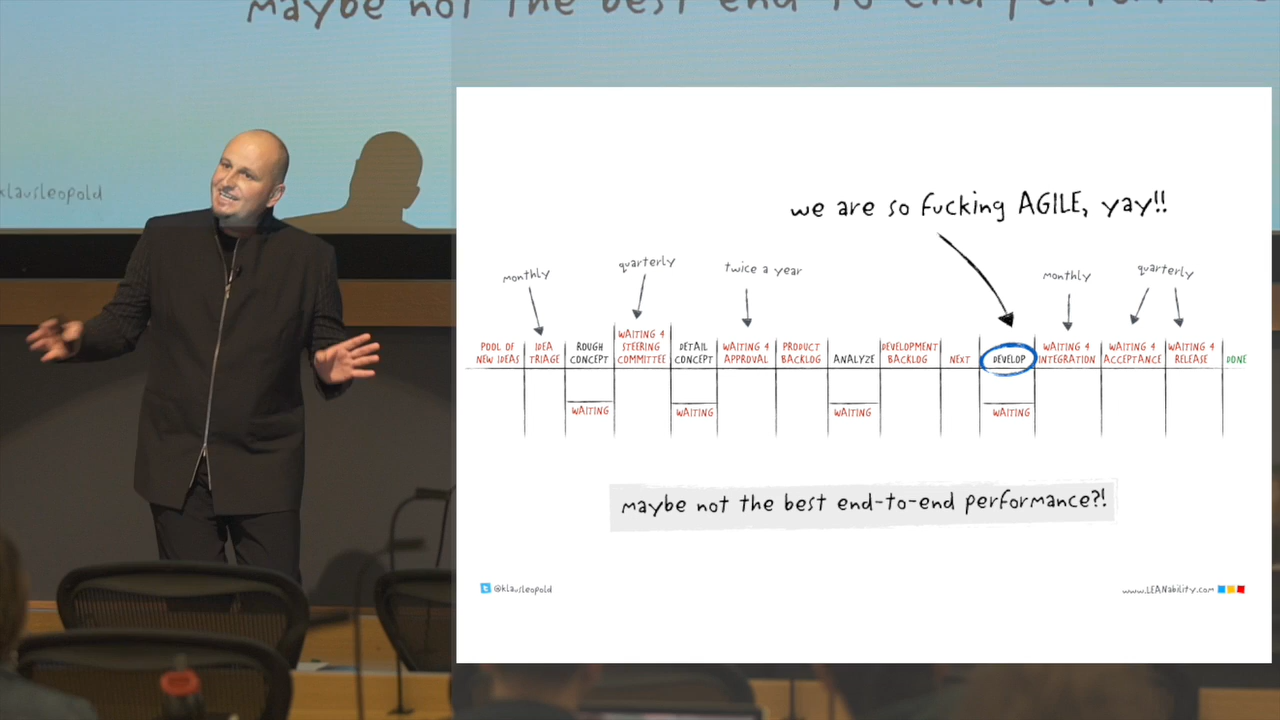 maybe not the best end-to-end perform
klausleopold
we are so fucking AGILE, yay!!
monthly
quarterly
twice a year
monthly
quarterly
POOL OF
NEW IDEAS
IDEA
TRIAGE
ROUGH
CONCEPT
WAITING 4
STEERING
COMMITTEE
DETAIL
CONCEPT
WAITING 4
APPROVAL
PRODUCT
BACKLOG
ANALYZE
DEVELOPMENT
BACKLOG
NEXT
DEVELOP
WAITING 4
INTEGRATION
WAITING 4
ACCEPTANCE
WAITING 4
RELEASE
DONE
WAITING
WAITING
WAITING
WAITING
maybe not the best end-to-end performance?!
@klausleopold
www.LEANability.com